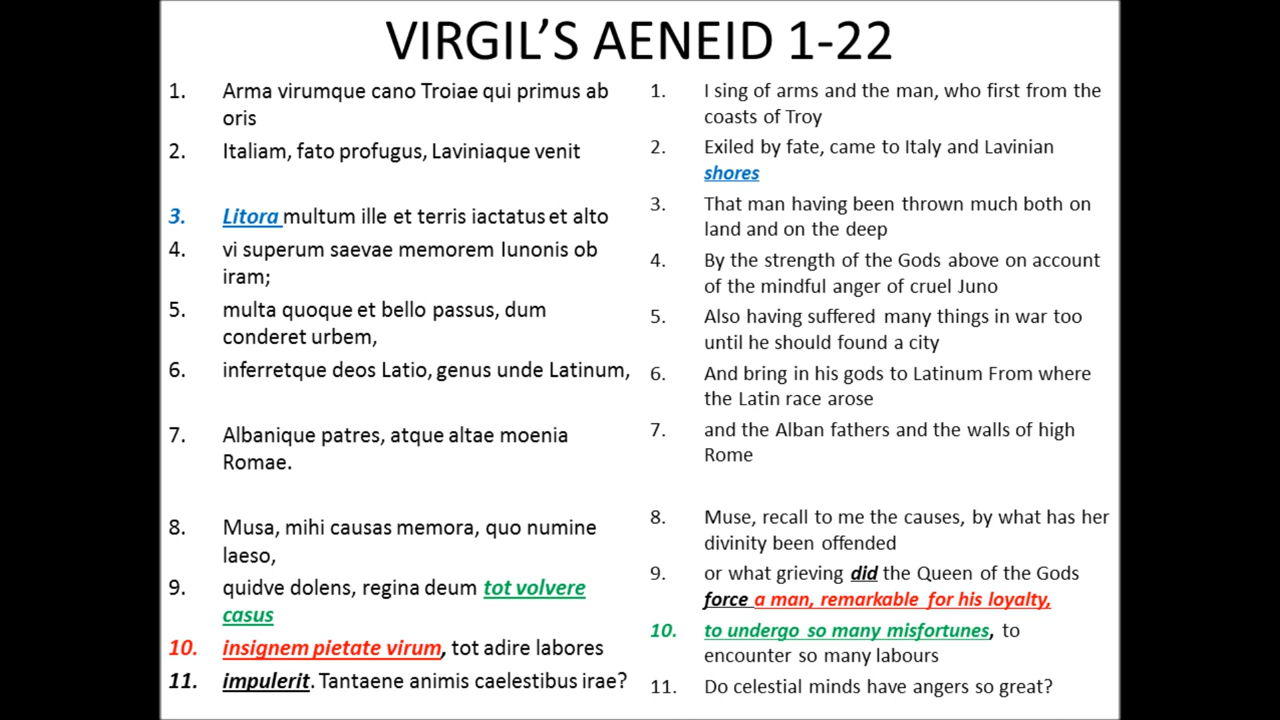 VIRGIL'S AENEID 1-22
1. Arma virumque cano Troiae qui primus ab
oris
2. Italiam, fato profugus, Laviniaque venit
3. Litora multum ille et terris iactatus et alto
4. vi superum saevae memorem Iunonis ob
iram;
5. multa quoque et bello passus, dum
conderet urbem,
6. inferretque deos Latio, genus unde Latinum,
7. Albanique patres, atque altae moenia
Romae.
8. Musa, mihi causas memora, quo numine
laeso,
9. quidve dolens, regina deum tot volvere
casus
10. insignem pietate virum, tot adire labores
11. impulerit. Tantaene animis caelestibus irae?
1. I sing of arms and the man, who first from the
coasts of Troy
2. Exiled by fate, came to Italy and Lavinian
shores
3. That man having been thrown much both on
land and on the deep
4. By the strength of the Gods above on account
of the mindful anger of cruel Juno
5. Also having suffered many things in war too
until he should found a city
6. And bring in his gods to Latinum From where
the Latin race arose
7. and the Alban fathers and the walls of high
Rome
8. Muse, recall to me the causes, by what has her
divinity been offended
9. or what grieving did the Queen of the Gods
force a man, remarkable for his loyalty,
10. to undergo so many misfortunes, to
encounter so many labours
11. Do celestial minds have angers so great?